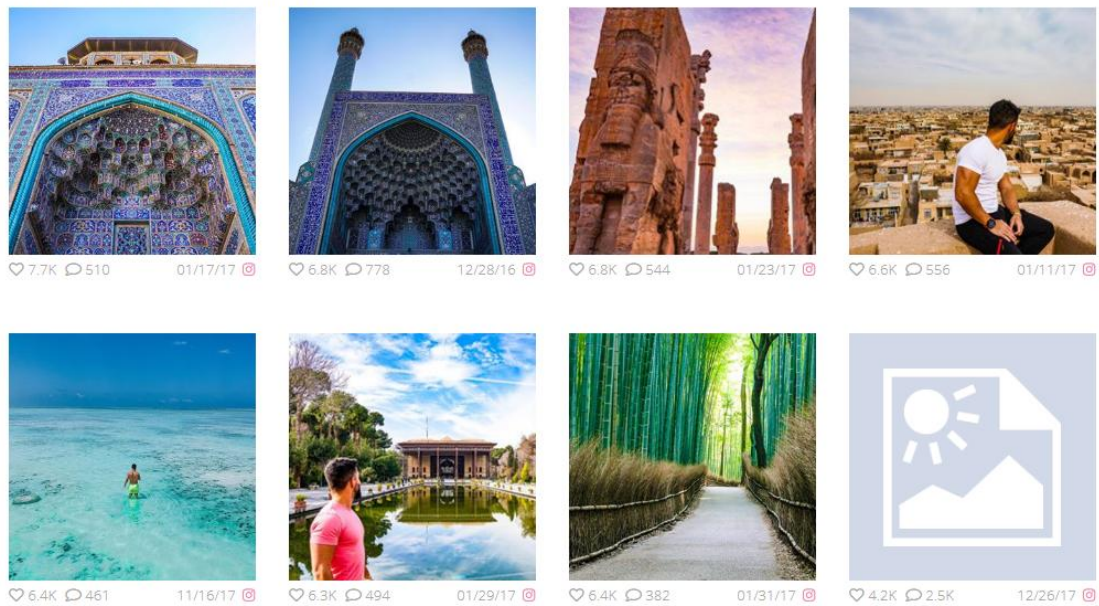 7.7K 510 01/17/17
6.8K 778 12/28/16
6.8K 544 01/23/17
6.6K 556 01/11/17
6.4K 461 11/16/17
6.3K 494 01/29/17
6.4K 382 01/31/17
4.2K 2.5K 12/26/17